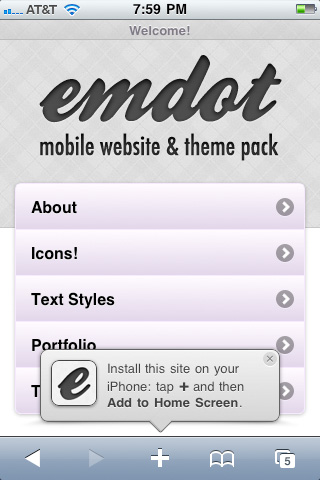 AT&T 7:59 PM
Welcome!
emdot
mobile website & theme pack
About
Icons!
Text Styles
Portfolio
T
e
Install this site on your
iPhone: tap + and then
Add to Home Screen.
5